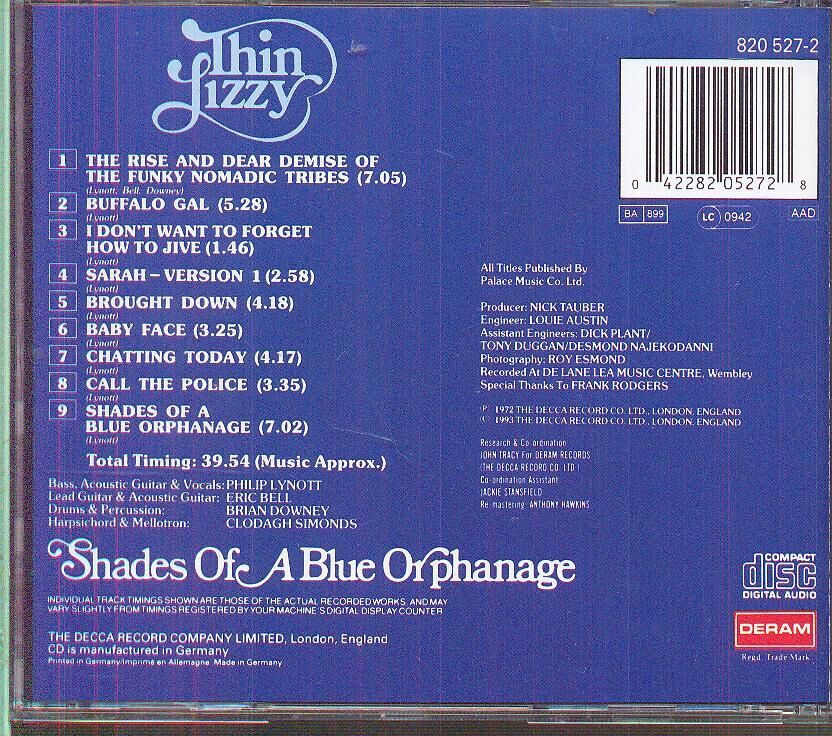 Thin
Lizzy
820 527-2
0 42282 05272 8
BA 899
LC 0942
AAD
1 THE RISE AND DEAR DEMISE OF
THE FUNKY NOMADIC TRIBES (7.05)
(Lynott, Bell, Downey)
2 BUFFALO GAL (5.28)
(Lynott)
3 I DON'T WANT TO FORGET
HOW TO JIVE (1.46)
(Lynott)
4 SARAH – VERSION 1 (2.58)
(Lynott)
5 BROUGHT DOWN (4.18)
(Lynott)
6 BABY FACE (3.25)
(Lynott)
7 CHATTING TODAY (4.17)
(Lynott)
8 CALL THE POLICE (3.35)
(Lynott)
9 SHADES OF A
BLUE ORPHANAGE (7.02)
(Lynott)
Total Timing: 39.54 (Music Approx.)
Bass, Acoustic Guitar & Vocals: PHILIP LYNOTT
Lead Guitar & Acoustic Guitar: ERIC BELL
Drums & Percussion: BRIAN DOWNEY
Harpsichord & Mellotron: CLODAGH SIMONDS
All Titles Published By
Palace Music Co. Ltd.
Producer: NICK TAUBER
Engineer: LOUIE AUSTIN
Assistant Engineers: DICK PLANT/
TONY DUGGAN/DESMOND NAJEKODANNI
Photography: ROY ESMOND
Recorded At DE LANE LEA MUSIC CENTRE, Wembley
Special Thanks To FRANK RODGERS
℗ 1972 THE DECCA RECORD CO. LTD., LONDON, ENGLAND
© 1993 THE DECCA RECORD CO. LTD., LONDON, ENGLAND
Research & Co-ordination
JOHN TRACY For DERAM RECORDS
(THE DECCA RECORD CO. LTD.)
Co-ordination Assistant
JACKIE STANSFIELD
Re-mastering: ANTHONY HAWKINS
Shades Of A Blue Orphanage
INDIVIDUAL TRACK TIMINGS SHOWN ARE THOSE OF THE ACTUAL RECORDED WORKS, AND MAY
VARY SLIGHTLY FROM TIMINGS REGISTERED BY YOUR MACHINE'S DIGITAL DISPLAY COUNTER
THE DECCA RECORD COMPANY LIMITED, London, England
CD is manufactured in Germany
Printed in Germany/Imprimé en Allemagne. Made in Germany
COMPACT
disc
DIGITAL AUDIO
DERAM
Regd. Trade Mark